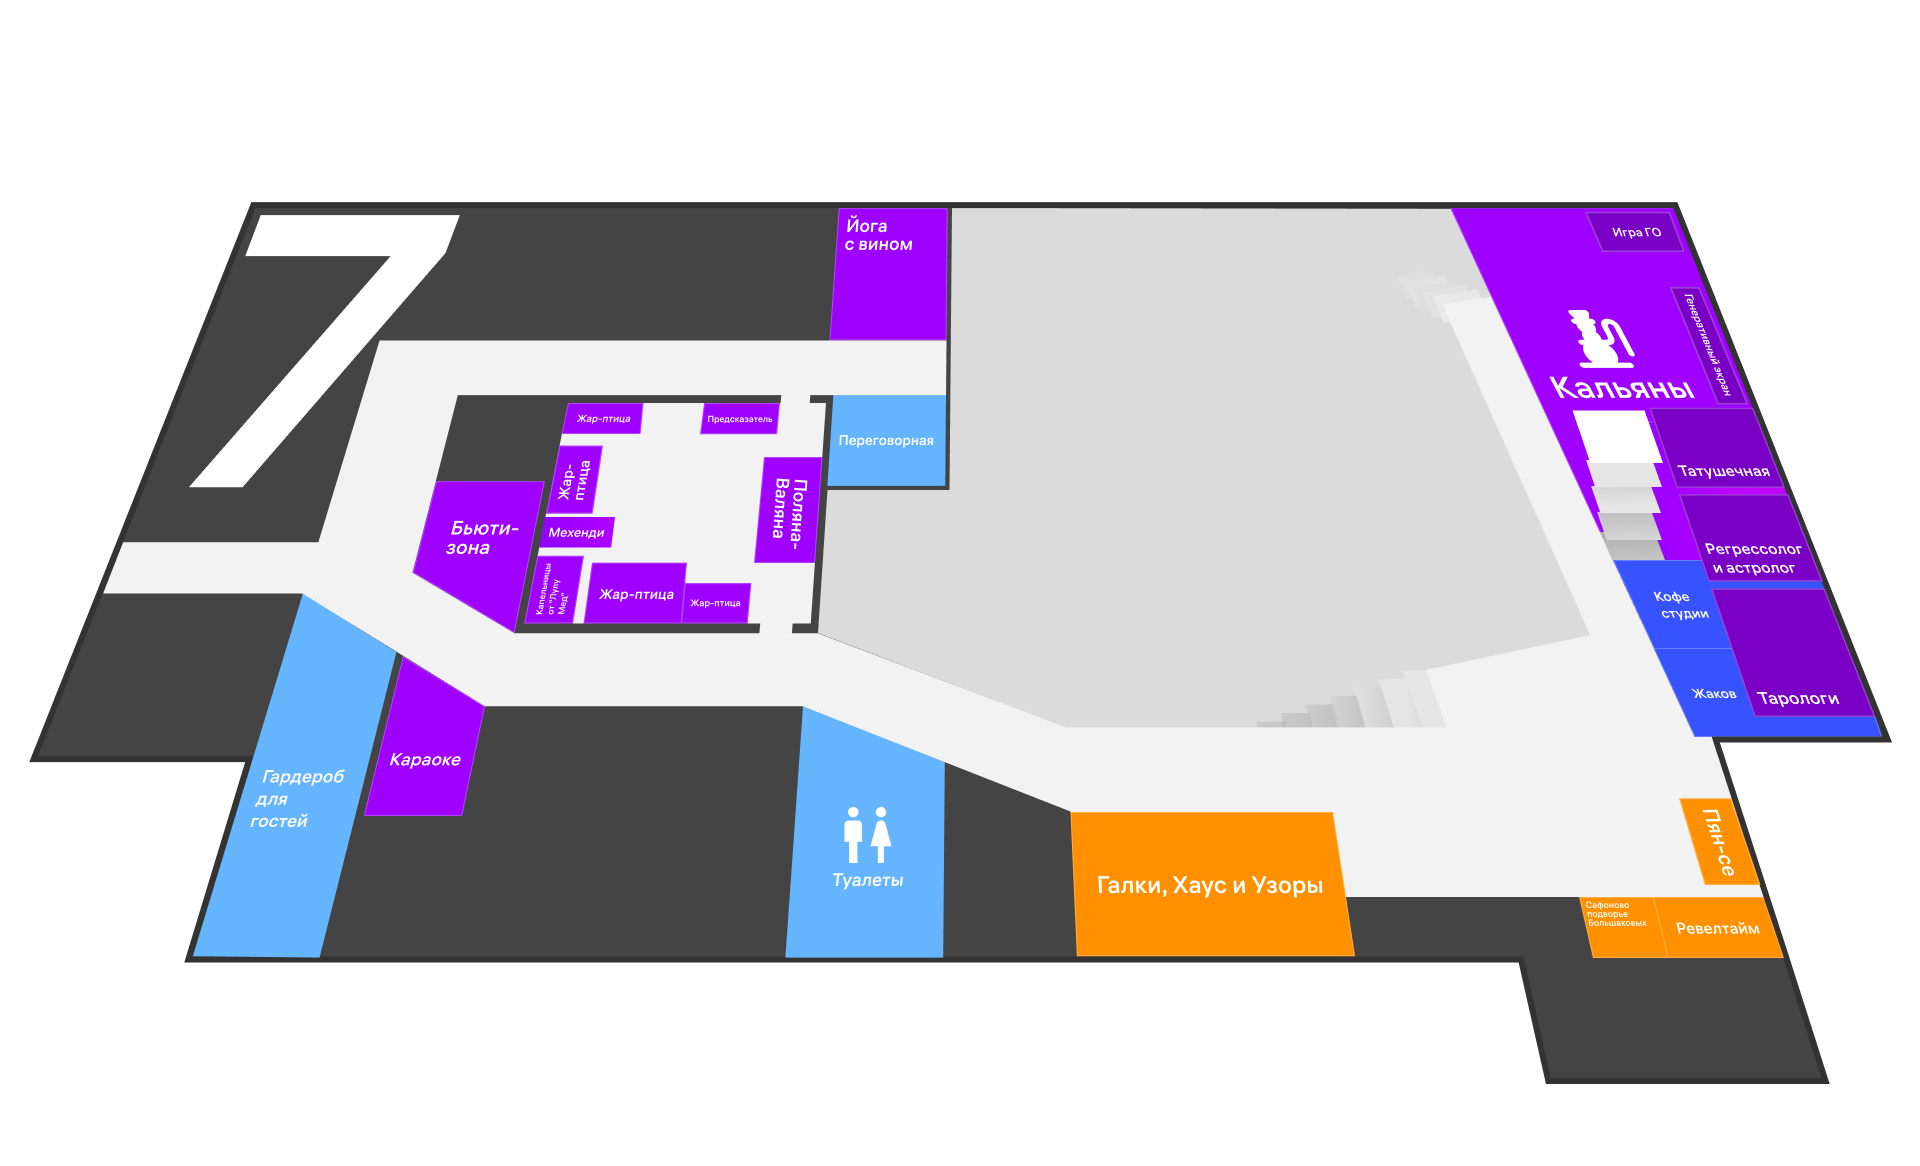 7
Йога
с вином
Игра ГО
Генеративный экран
Кальяны
Жар-птица
Предсказатель
Переговорная
Жар-
птица
Поляна-
Валяна
Татушечная
Бьюти-
зона
Мехенди
Регрессолог
и астролог
Капельницы
от "Лулу
Мед"
Жар-птица
Жар-птица
Кофе
студии
Жаков
Тарологи
Караоке
Гардероб
для
гостей
Туалеты
Галки, Хаус и Узоры
Пян-се
Сафоново
подворье
Большаковых
Ревелтайм